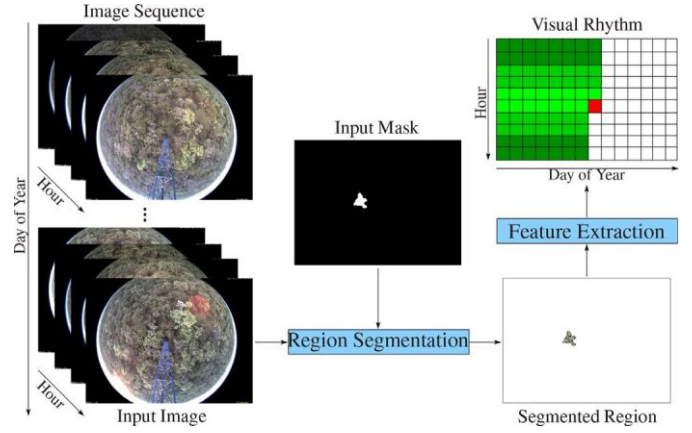 Image Sequence
Hour
Day of Year
Hour
Input Image
Input Mask
Region Segmentation
Visual Rhythm
Hour
Day of Year
Feature Extraction
Segmented Region